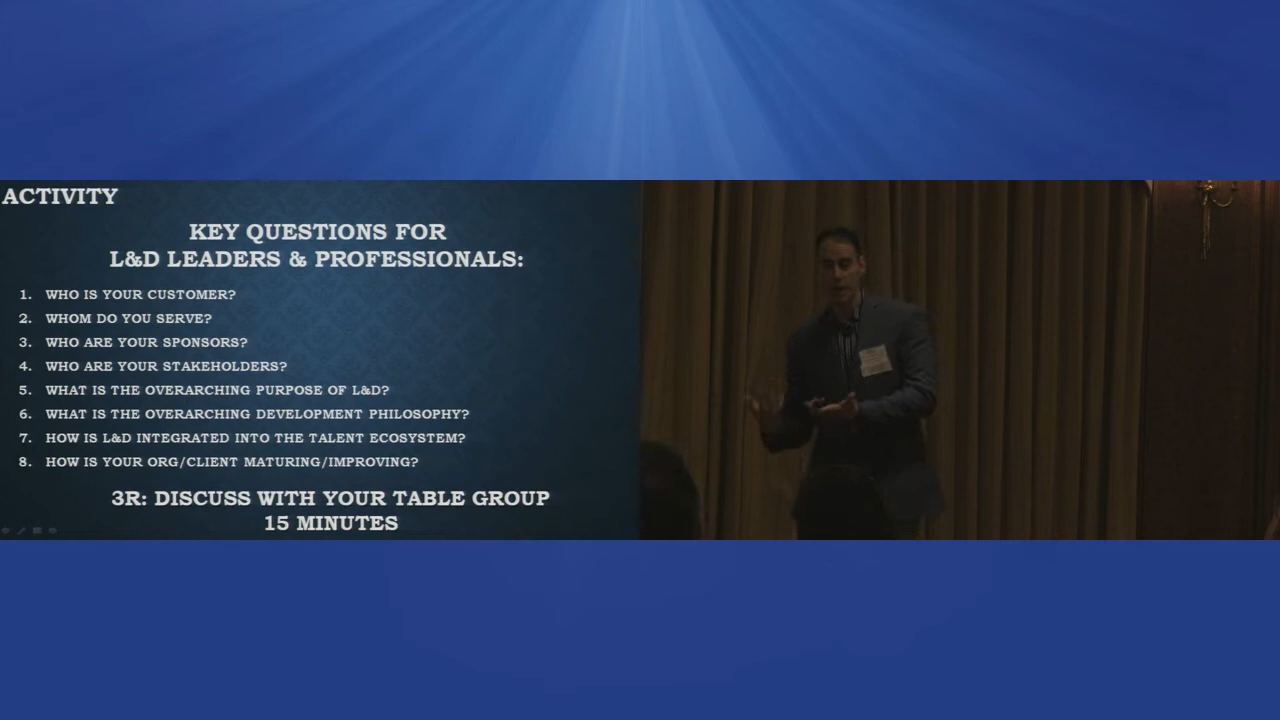 ACTIVITY
KEY QUESTIONS FOR
L&D LEADERS & PROFESSIONALS:
1. WHO IS YOUR CUSTOMER?
2. WHOM DO YOU SERVE?
3. WHO ARE YOUR SPONSORS?
4. WHO ARE YOUR STAKEHOLDERS?
5. WHAT IS THE OVERARCHING PURPOSE OF L&D?
6. WHAT IS THE OVERARCHING DEVELOPMENT PHILOSOPHY?
7. HOW IS L&D INTEGRATED INTO THE TALENT ECOSYSTEM?
8. HOW IS YOUR ORG/CLIENT MATURING/IMPROVING?
3R: DISCUSS WITH YOUR TABLE GROUP
15 MINUTES